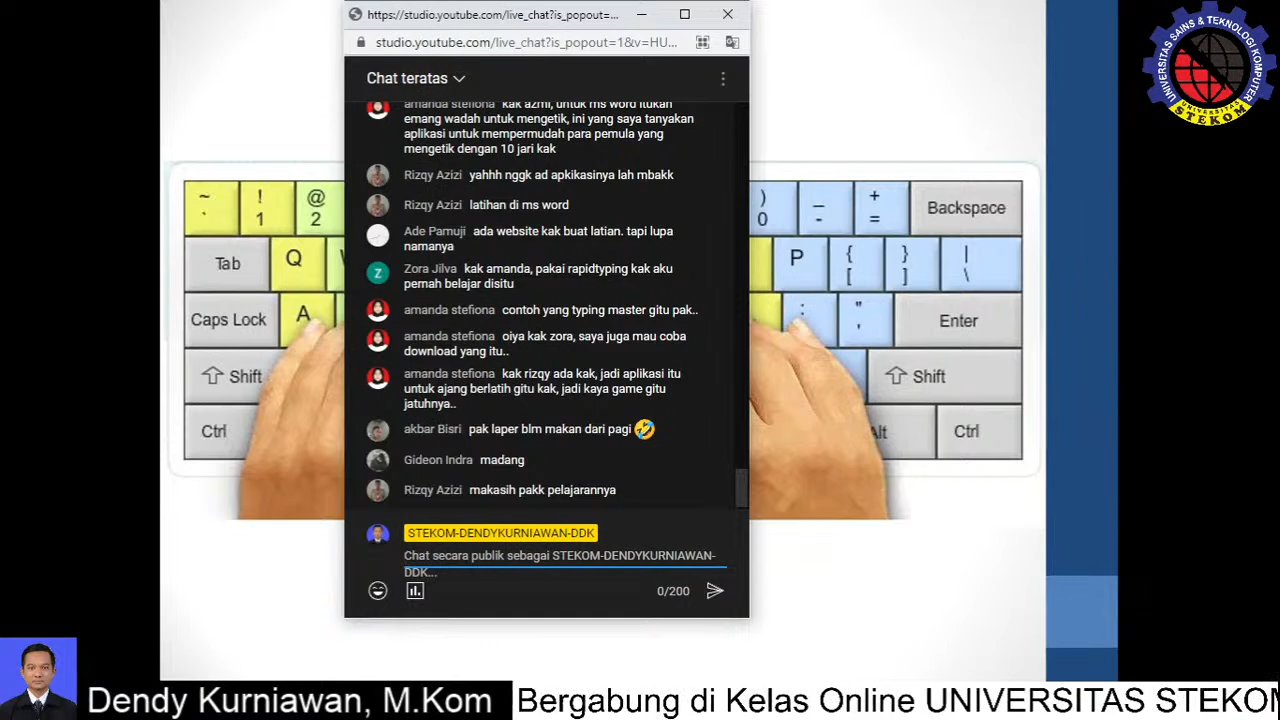 https://studio.youtube.com/live_chat?is_popout=...
studio.youtube.com/live_chat?is_popout=1&v=HU...
Chat teratas
amanda stefiona kak azmi, untuk ms word itukan
emang wadah untuk mengetik, ini yang saya tanyakan
aplikasi untuk mempermudah para pemula yang
mengetik dengan 10 jari kak
Rizqy Azizi yahhh nggk ad apkikasinya lah mbakk
Rizqy Azizi latihan di ms word
Ade Pamuji ada website kak buat latian. tapi lupa
namanya
Z
Zora Jilva kak amanda, pakai rapidtyping kak aku
pernah belajar disitu
amanda stefiona contoh yang typing master gitu pak..
amanda stefiona oiya kak zora, saya juga mau coba
download yang itu..
amanda stefiona kak rizqy ada kak, jadi aplikasi itu
untuk ajang berlatih gitu kak, jadi kaya game gitu
jatuhnya..
akbar Bisri pak laper blm makan dari pagi 🤣
Gideon Indra madang
Rizqy Azizi makasih pakk pelajarannya
STEKOM-DENDYKURNIAWAN-DDK
Chat secara publik sebagai STEKOM-DENDYKURNIAWAN-
DDK...
0/200
~ ! @ ) _ +
` 1 2 0 - = Backspace
Tab Q P { } |
[ ] \
Caps Lock A : " Enter
,
Shift Shift
Ctrl Alt Ctrl
UNIVERSITAS SAINS & TEKNOLOGI KOMPUTER
UNIVERSITAS
STEKOM
Dendy Kurniawan, M.Kom
Bergabung di Kelas Online UNIVERSITAS STEKOM